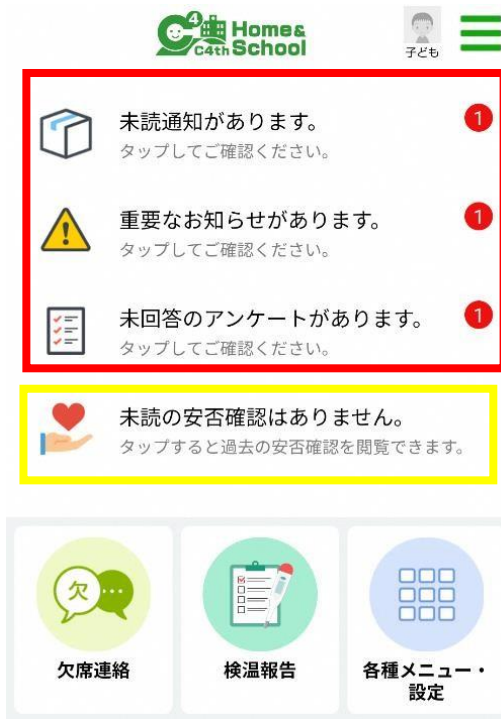 4
Home&
C4th School
子ども
未読通知があります。
1
タップしてご確認ください。
重要なお知らせがあります。
1
タップしてご確認ください。
未回答のアンケートがあります。
1
タップしてご確認ください。
未読の安否確認はありません。
タップすると過去の安否確認を閲覧できます。
欠
欠席連絡
検温報告
各種メニュー・
設定